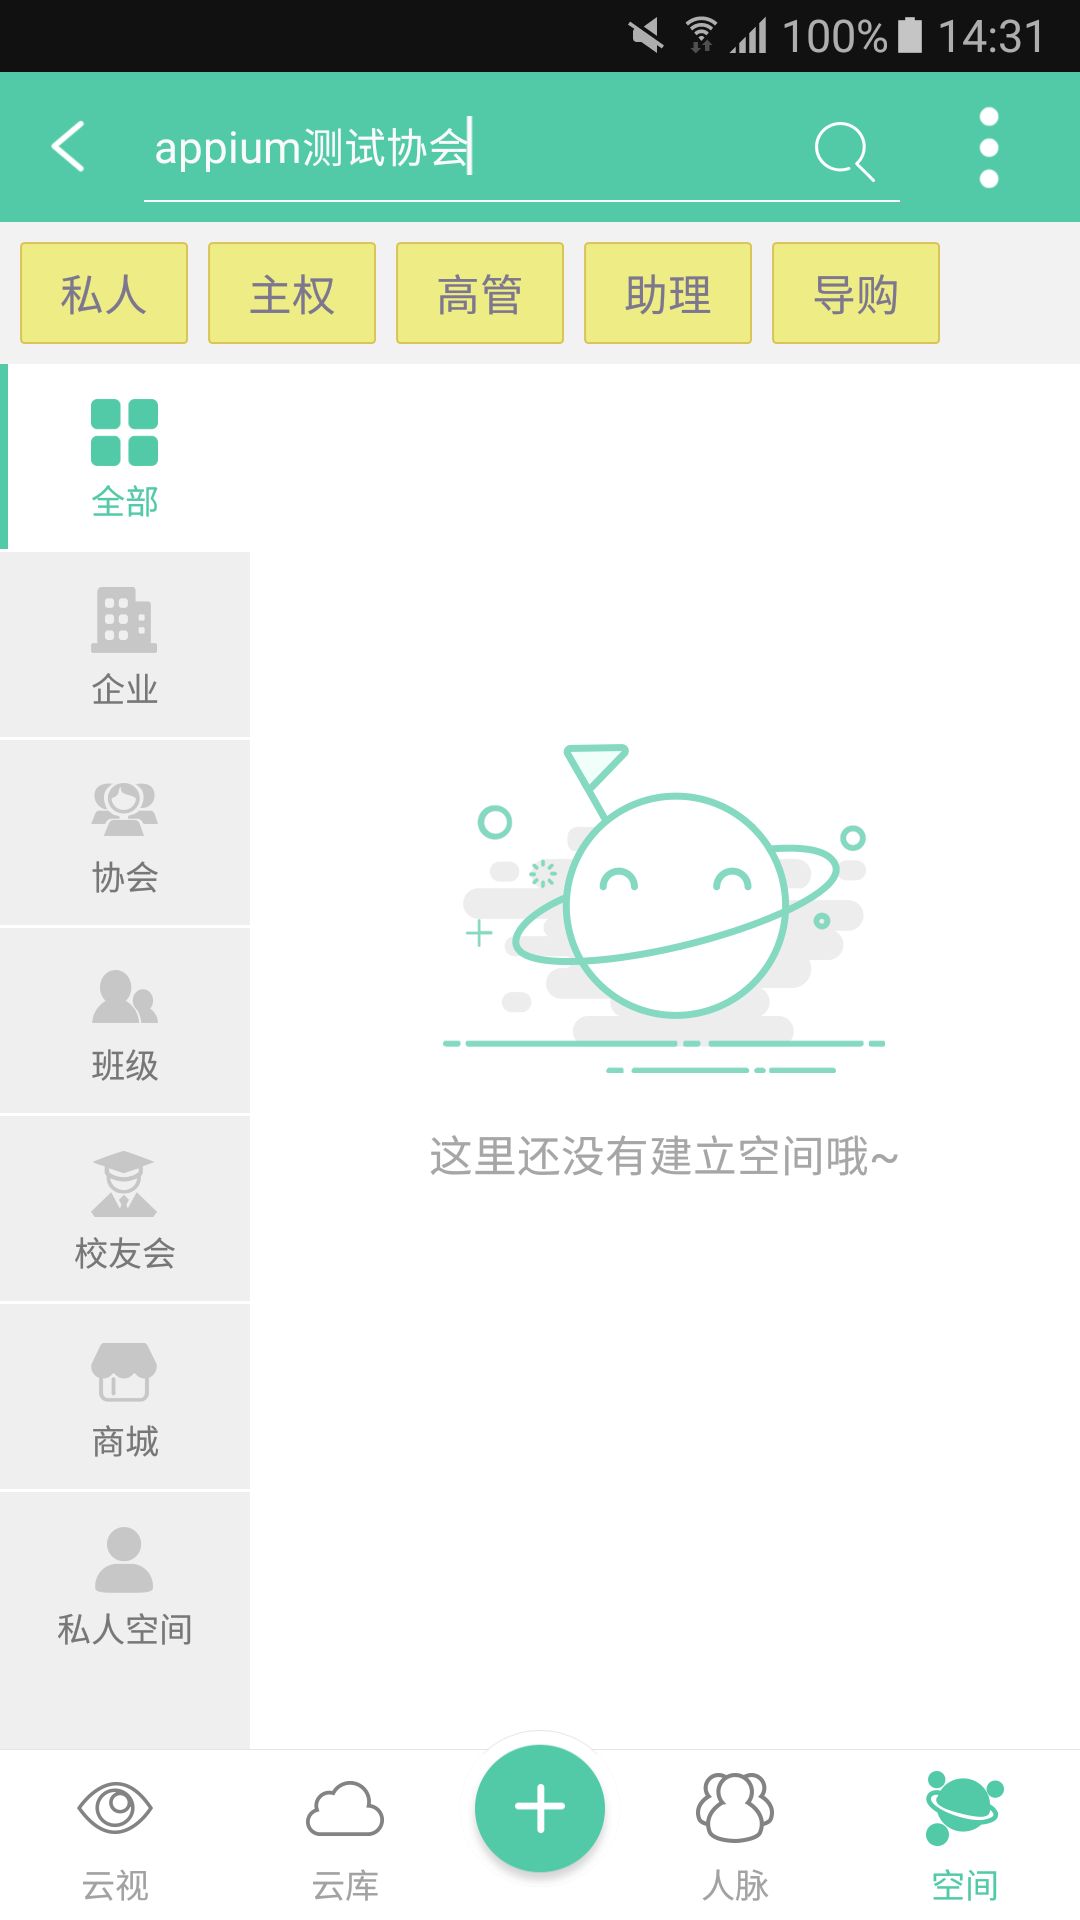 100% 14:31
appium测试协会
私人 主权 高管 助理 导购
全部
企业
协会
班级
校友会
商城
私人空间
这里还没有建立空间哦~
云视 云库 人脉 空间